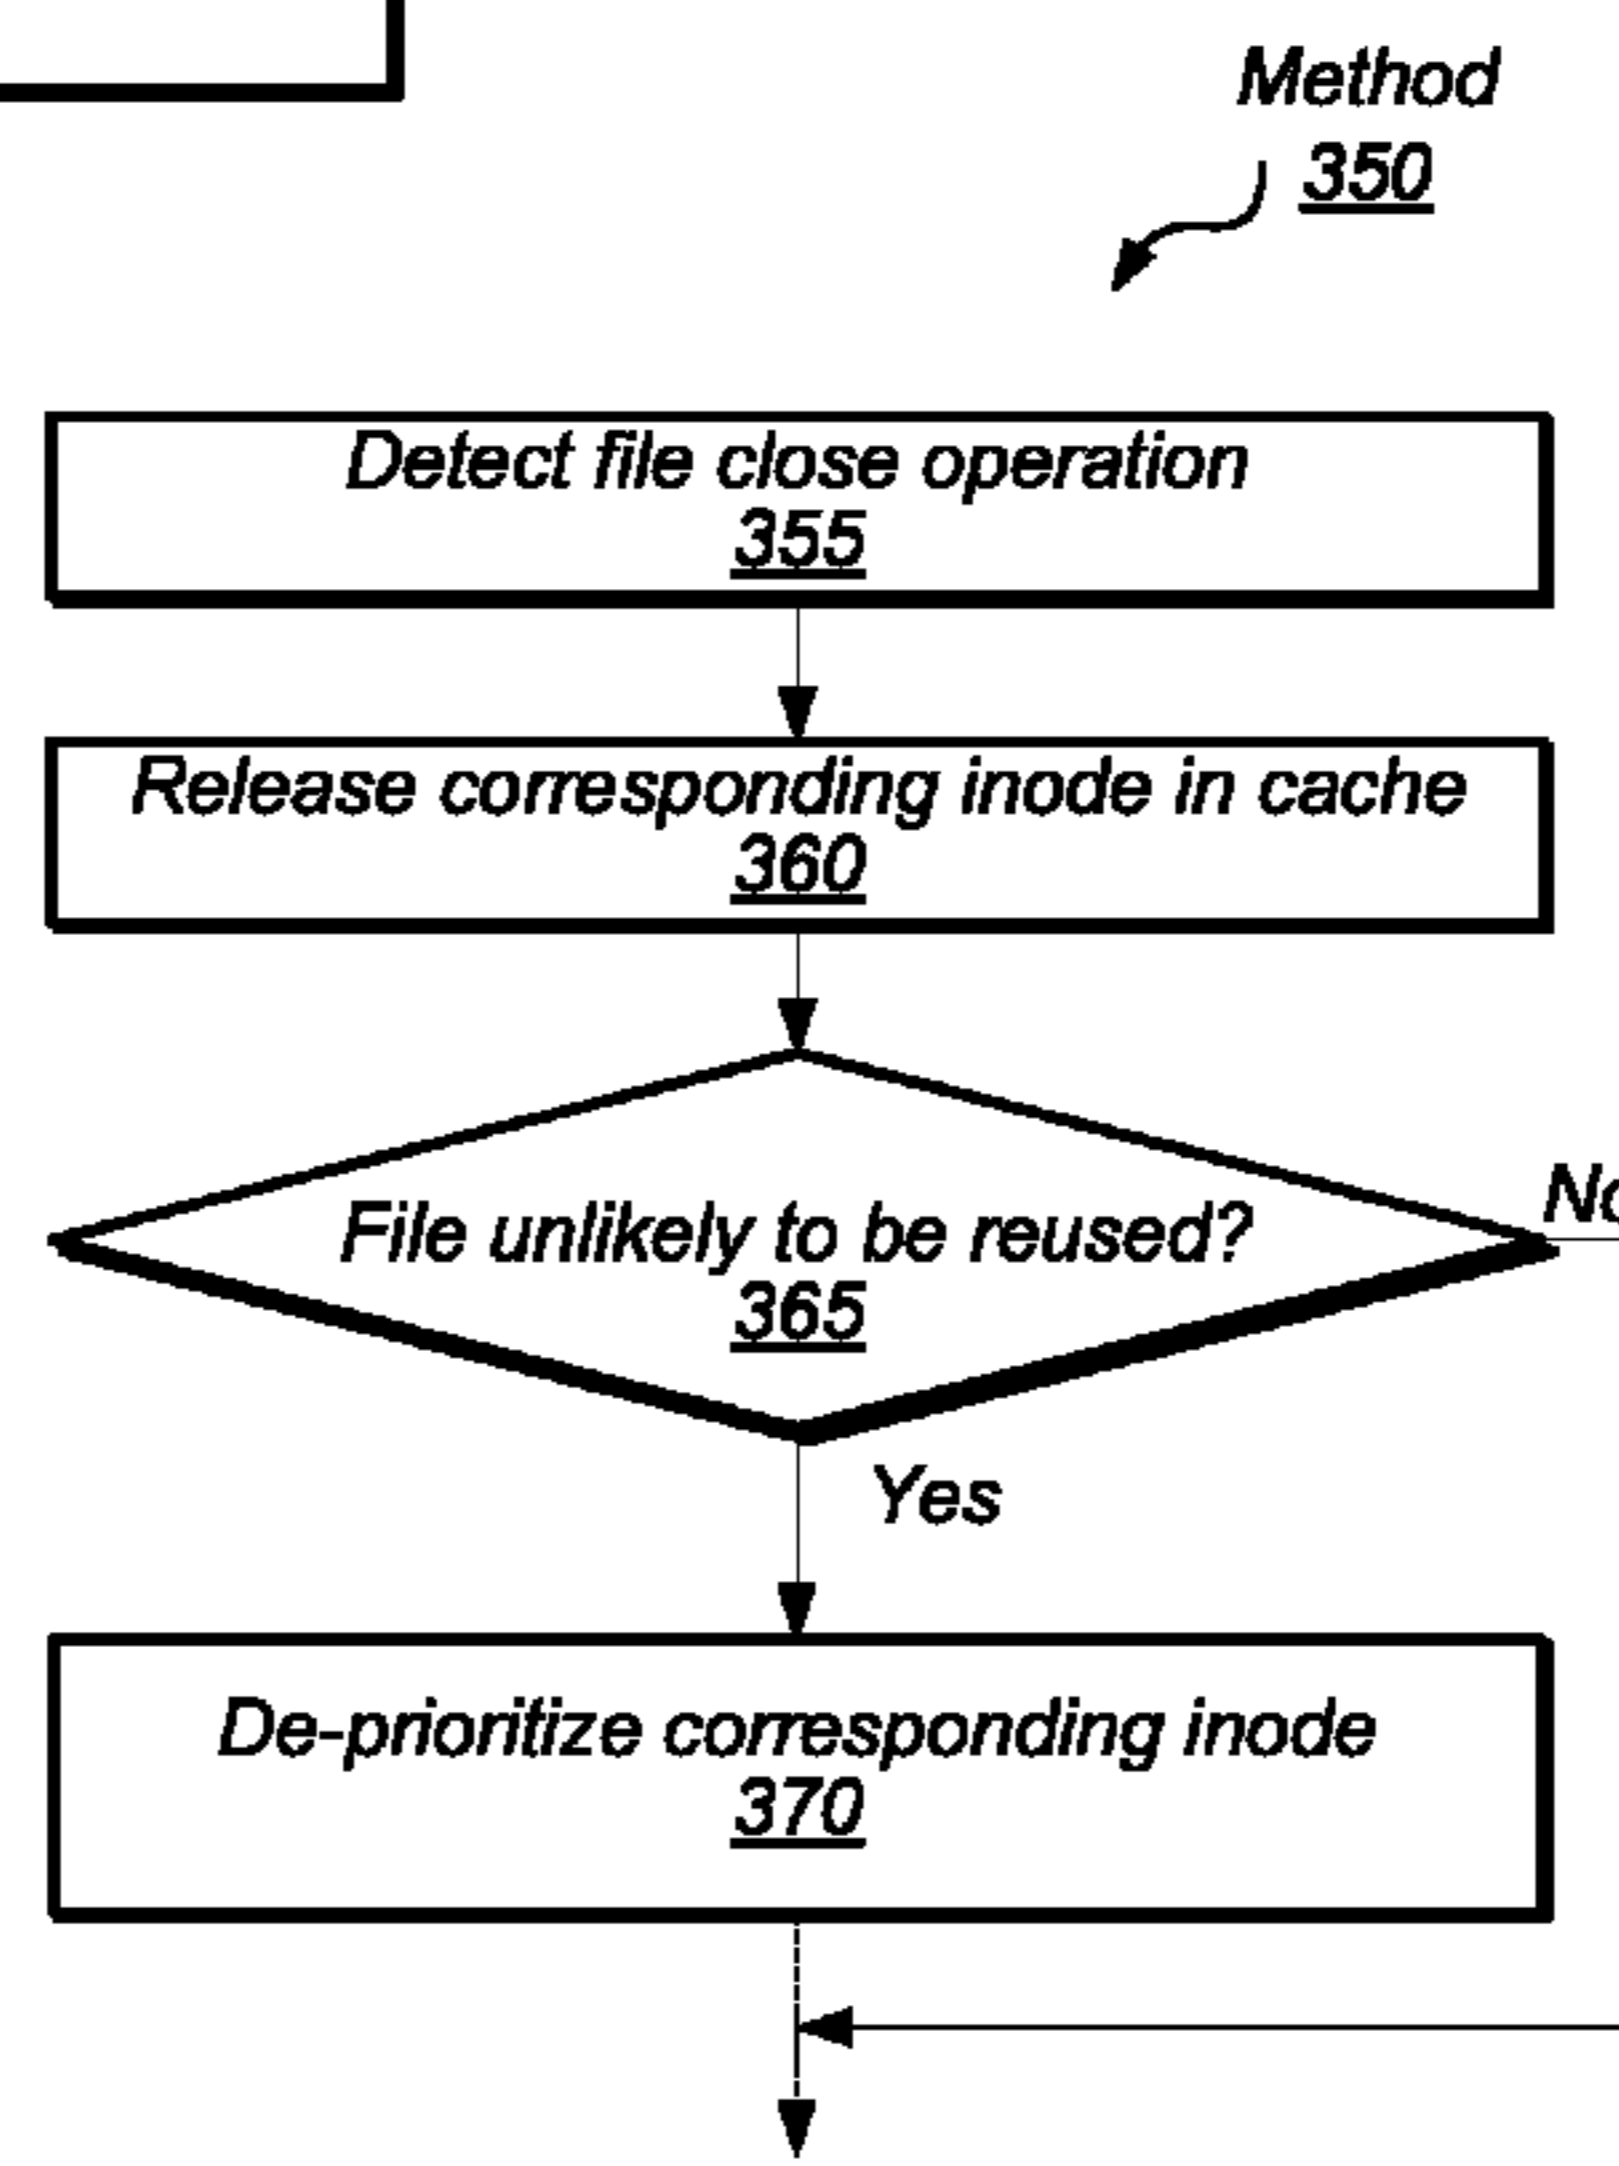 Method
350
Detect file close operation
355
Release corresponding inode in cache
360
File unlikely to be reused?
365
No
Yes
De-prioritize corresponding inode
370